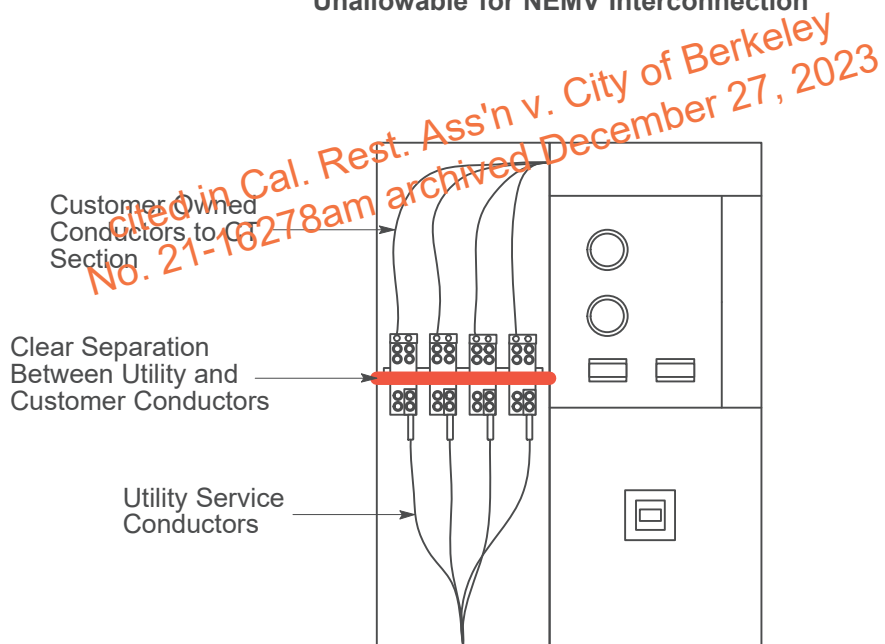 Unallowable for NEMV Interconnection
cited in Cal. Rest. Ass'n v. City of Berkeley
No. 21-16278am archived December 27, 2023
Customer Owned
Conductors to CT
Section
Clear Separation
Between Utility and
Customer Conductors
Utility Service
Conductors